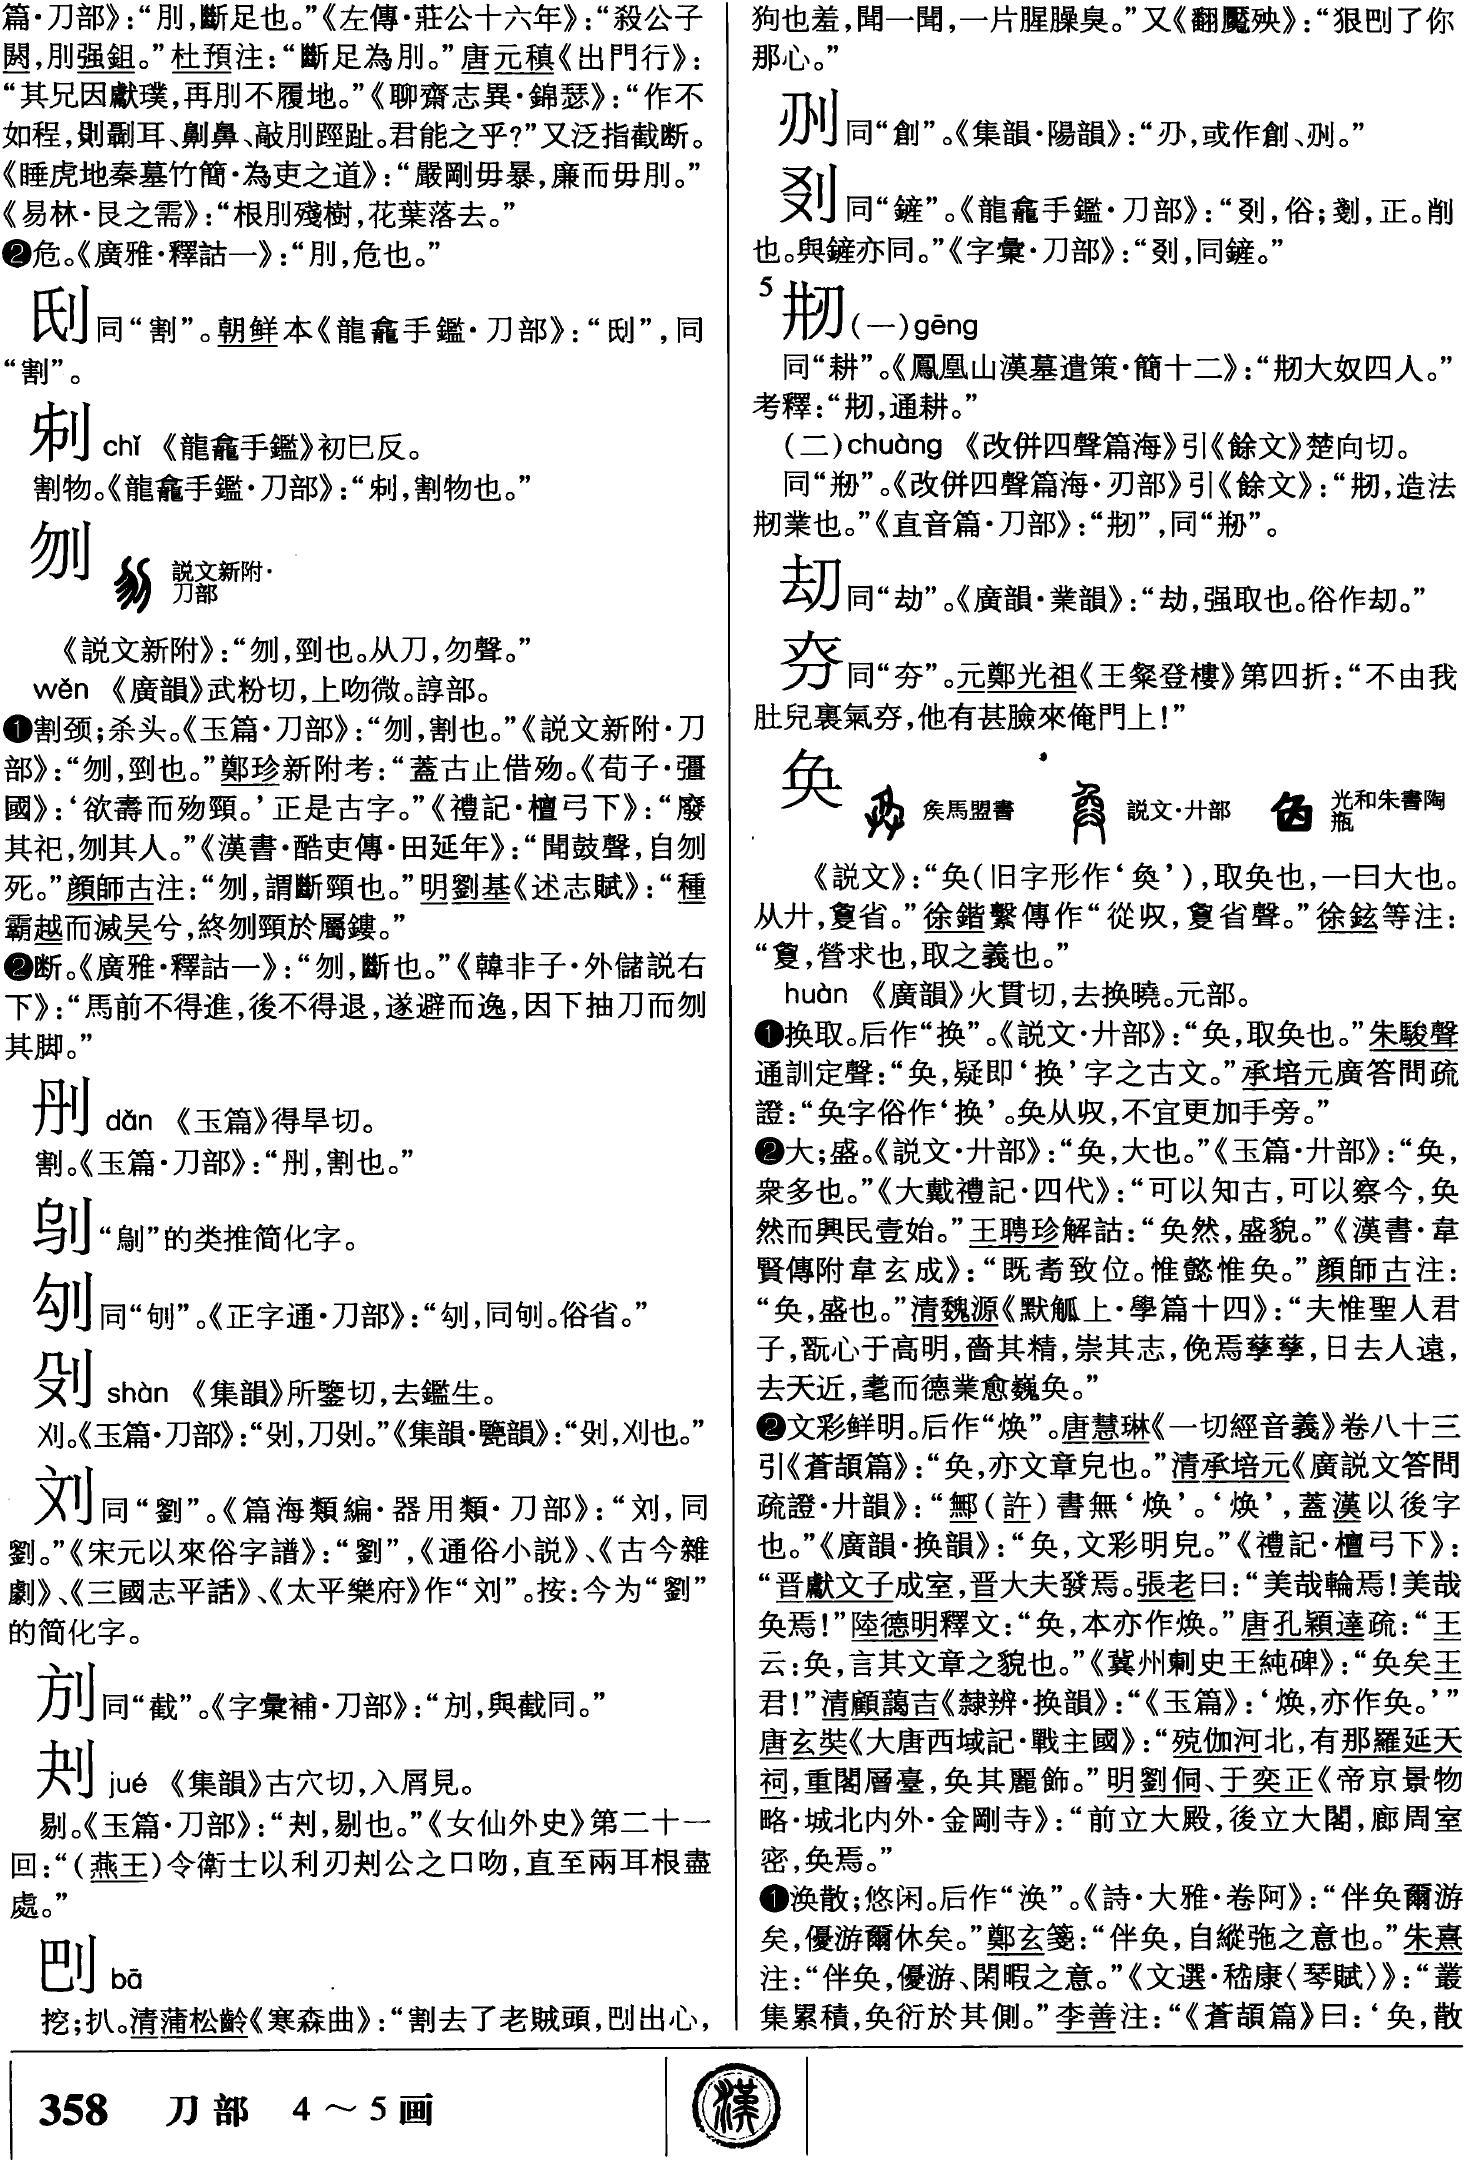 篇·刀部》：“刖，斷足也。”《左傳·莊公十六年》：“殺公子
閼，刖强鉏。”杜預注：“斷足為刖。”唐元稹《出門行》：
“其兄因獻璞，再刖不履地。”《聊齋志異·錦瑟》：“作不
如程，則劓耳、劓鼻、敲刖脛趾。君能之乎？”又泛指截断。
《睡虎地秦墓竹簡·為吏之道》：“嚴剛毋暴，廉而毋刖。”
《易林·艮之需》：“根刖殘樹，花葉落去。”
❷危。《廣雅·釋詁一》：“刖，危也。”
同“割”。朝鲜本《龍龕手鑑·刀部》：“”，同
“割”。
chǐ 《龍龕手鑑》初巳反。
割物。《龍龕手鑑·刀部》：“，割物也。”
刎 説文新附·
刀部
《説文新附》：“刎，剄也。从刀，勿聲。”
wěn 《廣韻》武粉切，上吻微。諄部。
❶割颈；杀头。《玉篇·刀部》：“刎，割也。”《説文新附·刀
部》：“刎，剄也。”鄭珍新附考：“蓋古止借歾。《荀子·彊
國》：‘欲壽而歾頸。’正是古字。”《禮記·檀弓下》：“廢
其祀，刎其人。”《漢書·酷吏傳·田延年》：“聞鼓聲，自刎
死。”顔師古注：“刎，謂斷頸也。”明劉基《述志賦》：“種
霸越而滅吴兮，終刎頸於屬鏤。”
❷断。《廣雅·釋詁一》：“刎，斷也。”《韓非子·外儲説右
下》：“馬前不得進，後不得退，遂避而逸，因下抽刀而刎
其脚。”
刐 dǎn 《玉篇》得旱切。
割。《玉篇·刀部》：“，割也。”
“鄥”的类推简化字。
同“刨”。《正字通·刀部》：“，同刨。俗省。”
shàn 《集韻》所鑒切，去鑑生。
刈。《玉篇·刀部》：“，刀。”《集韻·鑒韻》：“，刈也。”
刘 同“劉”。《篇海類編·器用類·刀部》：“刘，同
劉。”《宋元以來俗字譜》：“劉”，《通俗小説》、《古今雜
劇》、《三國志平話》、《太平樂府》作“刘”。按：今为“劉”
的简化字。
同“截”。《字彙補·刀部》：“，與截同。”
刔 jué 《集韻》古穴切，入屑見。
剔。《玉篇·刀部》：“，剔也。”《女仙外史》第二十一
回：“（燕王）令衛士以利刃公之口吻，直至兩耳根盡
處。”
㓦 bā
挖；扒。清蒲松齡《寒森曲》：“割去了老賊頭，㓦出心，
狗也羞，聞一聞，一片腥臊臭。”又《翻魘殃》：“狠㓦了你
那心。”
刅 同“創”。《集韻·陽韻》：“刅，或作創、。”
同“鏟”。《龍龕手鑑·刀部》：“，俗；剗，正。削
也。與鏟亦同。”《字彙·刀部》：“，同鏟。”
5 㓝 （一）gēng
同“耕”。《鳳凰山漢墓遣策·簡十二》：“大奴四人。”
考釋：“，通耕。”
（二）chuàng 《改併四聲篇海》引《餘文》楚向切。
同“剏”。《改併四聲篇海·刃部》引《餘文》：“，造法
業也。”《直音篇·刀部》：“”，同“剏”。
刧 同“劫”。《廣韻·業韻》：“劫，强取也。俗作刧。”
同“夯”。元鄭光祖《王粲登樓》第四折：“不由我
肚兒裏氣夯，他有甚臉來俺門上！”
奂 矦馬盟書 説文·廾部 光和朱書陶
瓶
《説文》：“奂（旧字形作‘奐’），取奂也，一曰大也。
从廾，敻省。”徐鍇繫傳作“從収，敻省聲。”徐鉉等注：
“敻，營求也，取之義也。”
huàn 《廣韻》火貫切，去换曉。元部。
❶换取。后作“换”。《説文·廾部》：“奂，取奂也。”朱駿聲
通訓定聲：“奂，疑即‘换’字之古文。”承培元廣答問疏
證：“奂字俗作‘换’。奂从収，不宜更加手旁。”
❷大；盛。《説文·廾部》：“奂，大也。”《玉篇·廾部》：“奂，
衆多也。”《大戴禮記·四代》：“可以知古，可以察今，奂
然而興民壹始。”王聘珍解詁：“奂然，盛貌。”《漢書·韋
賢傳附韋玄成》：“既耇致位。惟懿惟奂。”顔師古注：
“奂，盛也。”清魏源《默觚上·學篇十四》：“夫惟聖人君
子，翫心于高明，嗇其精，崇其志，俛焉孳孳，日去人遠，
去天近，耄而德業愈巍奂。”
❷文彩鲜明。后作“焕”。唐慧琳《一切經音義》卷八十三
引《蒼頡篇》：“奂，亦文章皃也。”清承培元《廣説文答問
疏證·廾韻》：“鄦（許）書無‘焕’。‘焕’，蓋漢以後字
也。”《廣韻·换韻》：“奂，文彩明皃。”《禮記·檀弓下》：
“晋獻文子成室，晋大夫發焉。張老曰：“美哉輪焉！美哉
奂焉！”陸德明釋文：“奂，本亦作焕。”唐孔穎達疏：“王
云：奂，言其文章之貌也。”《冀州刺史王純碑》：“奂矣王
君！”清顧藹吉《隸辨·换韻》：“《玉篇》：‘焕，亦作奂。’”
唐玄奘《大唐西域記·戰主國》：“殑伽河北，有那羅延天
祠，重閣層臺，奂其麗飾。”明劉侗、于奕正《帝京景物
略·城北内外·金剛寺》：“前立大殿，後立大閣，廊周室
密，奂焉。”
❶涣散；悠闲。后作“涣”。《詩·大雅·卷阿》：“伴奂爾游
矣，優游爾休矣。”鄭玄箋：“伴奂，自縱弛之意也。”朱熹
注：“伴奂，優游、閑暇之意。”《文選·嵇康〈琴賦〉》：“叢
集累積，奂衍於其側。”李善注：“《蒼頡篇》曰：‘奂，散
358 刀部 4～5画 漢